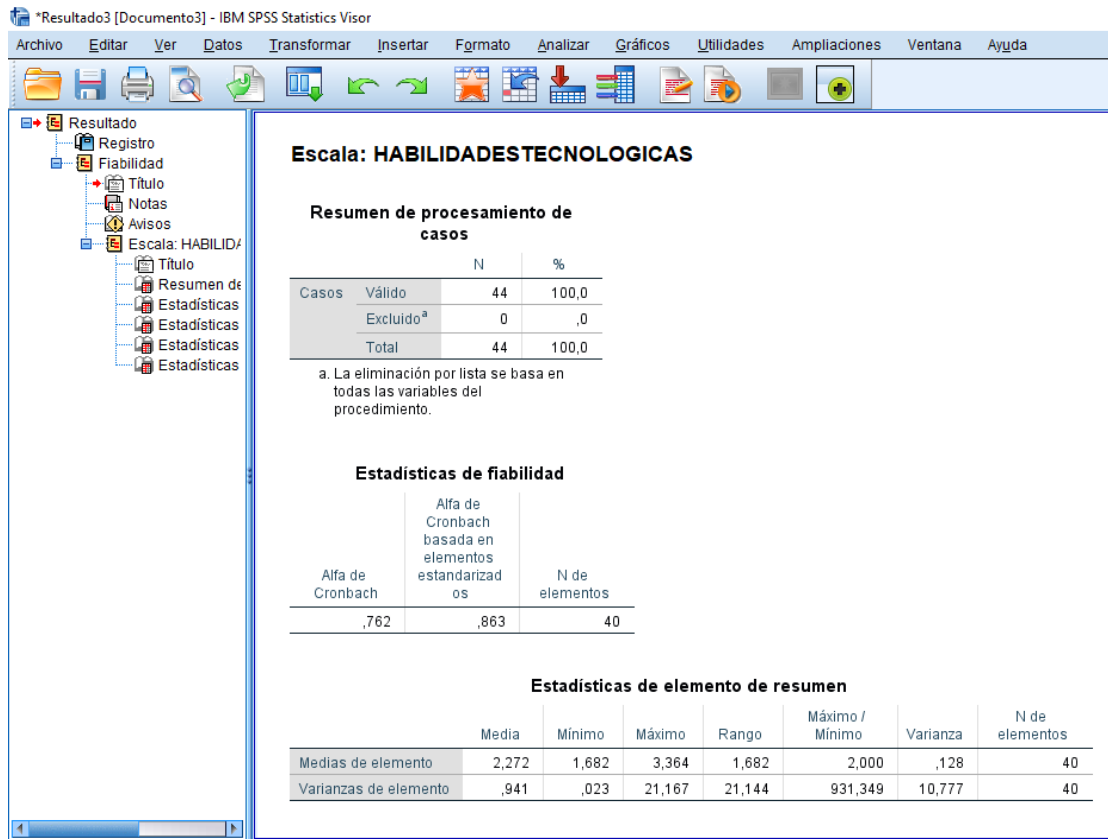 *Resultado3 [Documento3] - IBM SPSS Statistics Visor
Archivo Editar Ver Datos Transformar Insertar Formato Analizar Gráficos Utilidades Ampliaciones Ventana Ayuda
Resultado
Registro
Fiabilidad
Título
Notas
Avisos
Escala: HABILIDA
Título
Resumen de
Estadísticas
Estadísticas
Estadísticas
Estadísticas
Escala: HABILIDADESTECNOLOGICAS
Resumen de procesamiento de
casos
N %
Casos Válido 44 100,0
Excluido^a 0 ,0
Total 44 100,0
a. La eliminación por lista se basa en
todas las variables del
procedimiento.
Estadísticas de fiabilidad
Alfa de
Cronbach
Alfa de
Cronbach
basada en
elementos
estandarizad
os
N de
elementos
,762 ,863 40
Estadísticas de elemento de resumen
Media Mínimo Máximo Rango Máximo / Mínimo Varianza N de elementos
Medias de elemento 2,272 1,682 3,364 1,682 2,000 ,128 40
Varianzas de elemento ,941 ,023 21,167 21,144 931,349 10,777 40